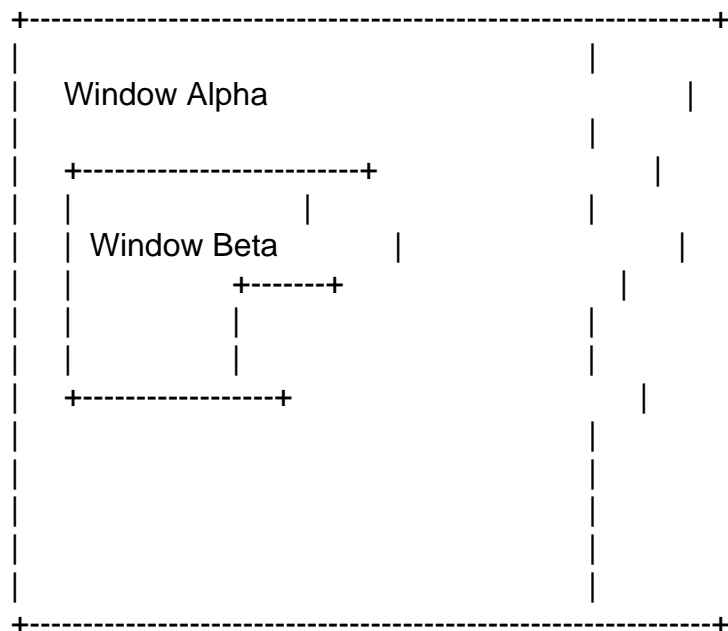 +-----------------------------------------------------------------+
|                                                                 |
|     Window Alpha                                                |
|                                                                 |
|     +---------------------------+                               |
|     |                           |                               |
|     |  Window Beta              |                               |
|     |                  +--------+                               |
|     |                  |                                        |
|     |                  |                                        |
|     +------------------+                                        |
|                                                                 |
|                                                                 |
|                                                                 |
|                                                                 |
|                                                                 |
+-----------------------------------------------------------------+